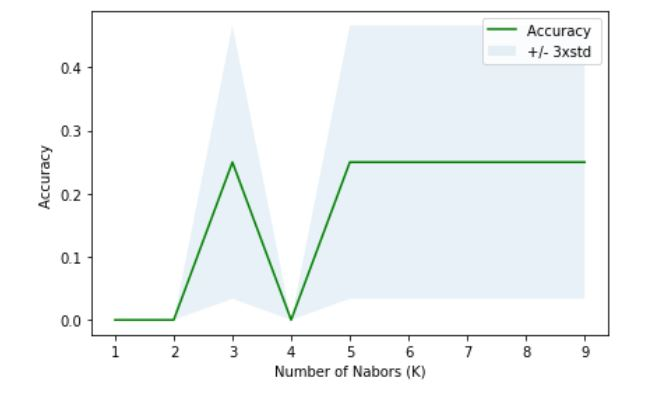 Accuracy
+/- 3xstd
0.4
0.3
0.2
0.1
0.0
Accuracy
1 2 3 4 5 6 7 8 9
Number of Nabors (K)